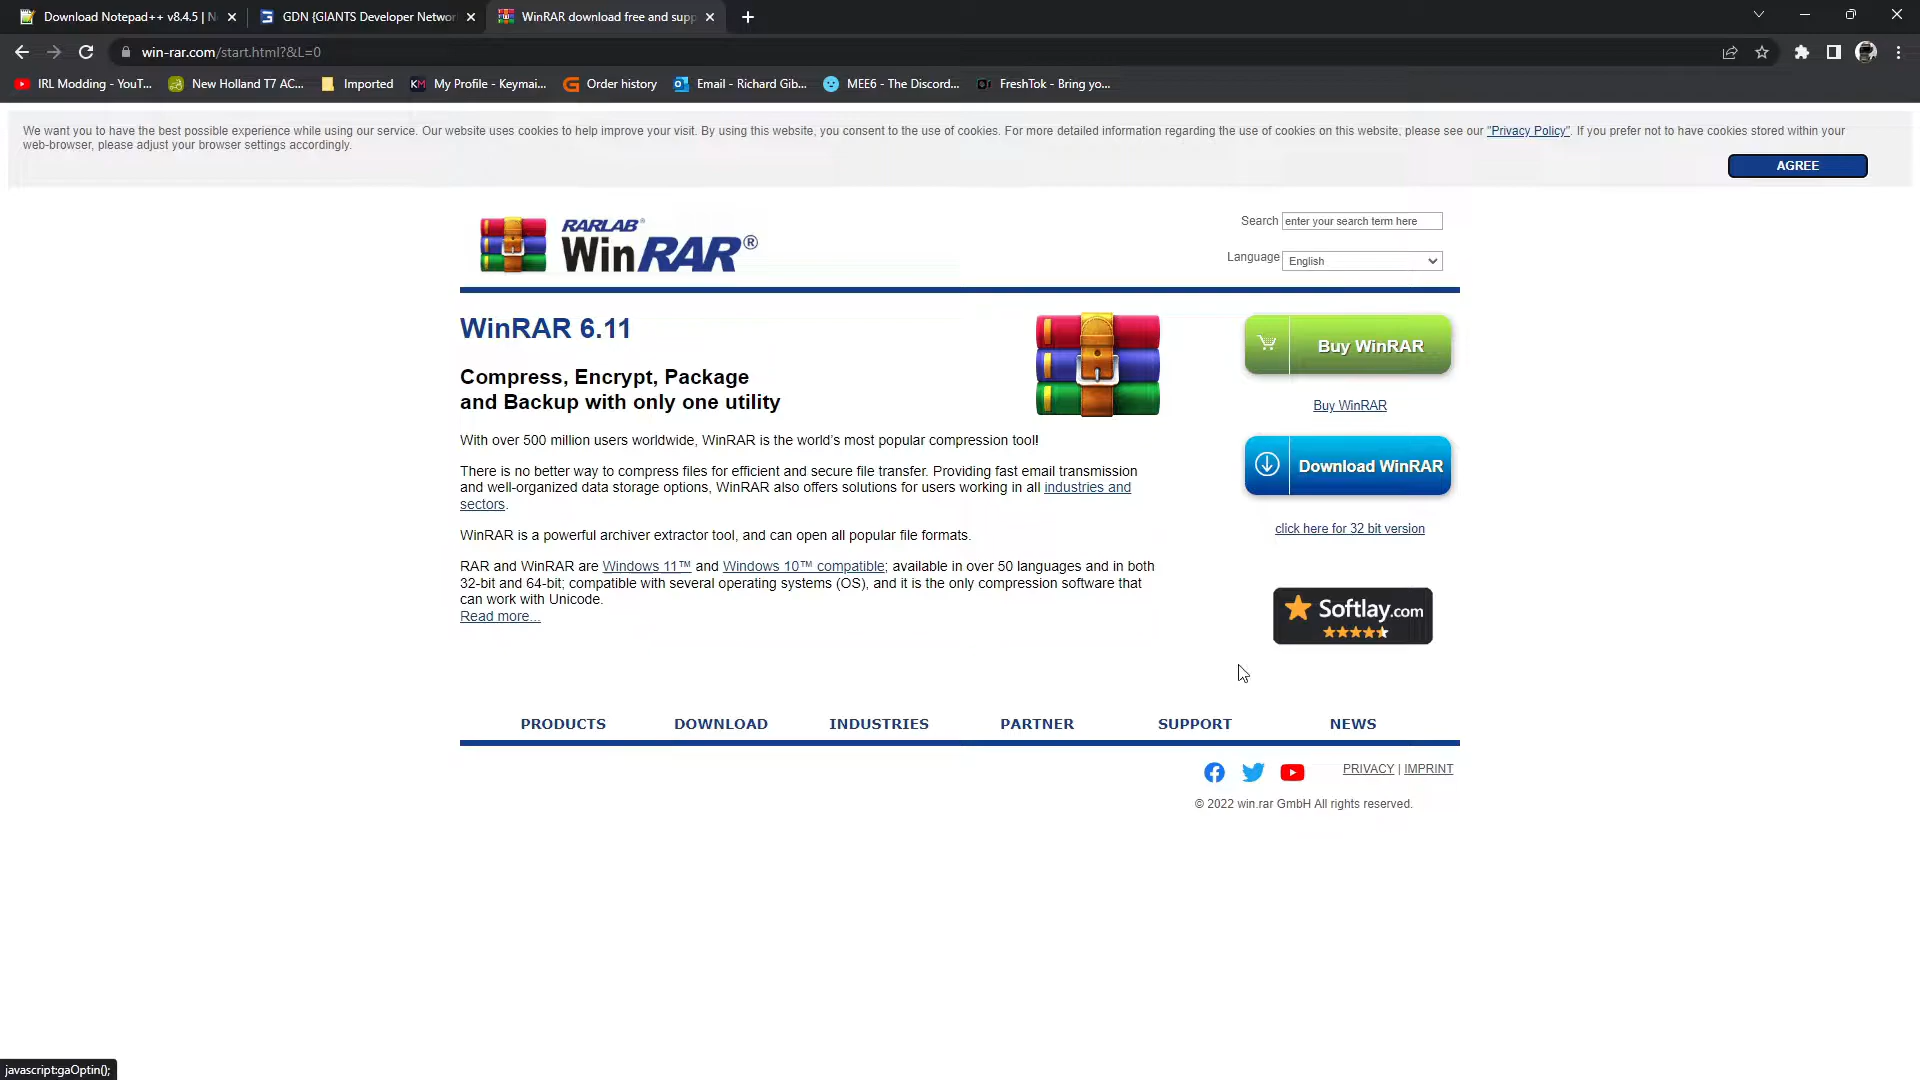 Download Notepad++ v8.4.5 | N
GDN {GIANTS Developer Network
WinRAR download free and supp
win-rar.com/start.html?&L=0
IRL Modding - YouT...
New Holland T7 AC...
Imported
KM
My Profile - Keymai...
Order history
Email - Richard Gib...
MEE6 - The Discord...
FreshTok - Bring yo...
We want you to have the best possible experience while using our service. Our website uses cookies to help improve your visit. By using this website, you consent to the use of cookies. For more detailed information regarding the use of cookies on this website, please see our "Privacy Policy". If you prefer not to have cookies stored within your
web-browser, please adjust your browser settings accordingly.
AGREE
RARLAB®
WinRAR®
Search enter your search term here
Language English
WinRAR 6.11
Compress, Encrypt, Package
and Backup with only one utility
With over 500 million users worldwide, WinRAR is the world's most popular compression tool!
There is no better way to compress files for efficient and secure file transfer. Providing fast email transmission
and well-organized data storage options, WinRAR also offers solutions for users working in all industries and
sectors.
WinRAR is a powerful archiver extractor tool, and can open all popular file formats.
RAR and WinRAR are Windows 11™ and Windows 10™ compatible; available in over 50 languages and in both
32-bit and 64-bit; compatible with several operating systems (OS), and it is the only compression software that
can work with Unicode.
Read more...
Buy WinRAR
Buy WinRAR
Download WinRAR
click here for 32 bit version
Softlay.com
PRODUCTS
DOWNLOAD
INDUSTRIES
PARTNER
SUPPORT
NEWS
PRIVACY | IMPRINT
© 2022 win.rar GmbH All rights reserved.
javascript:gaOptin();